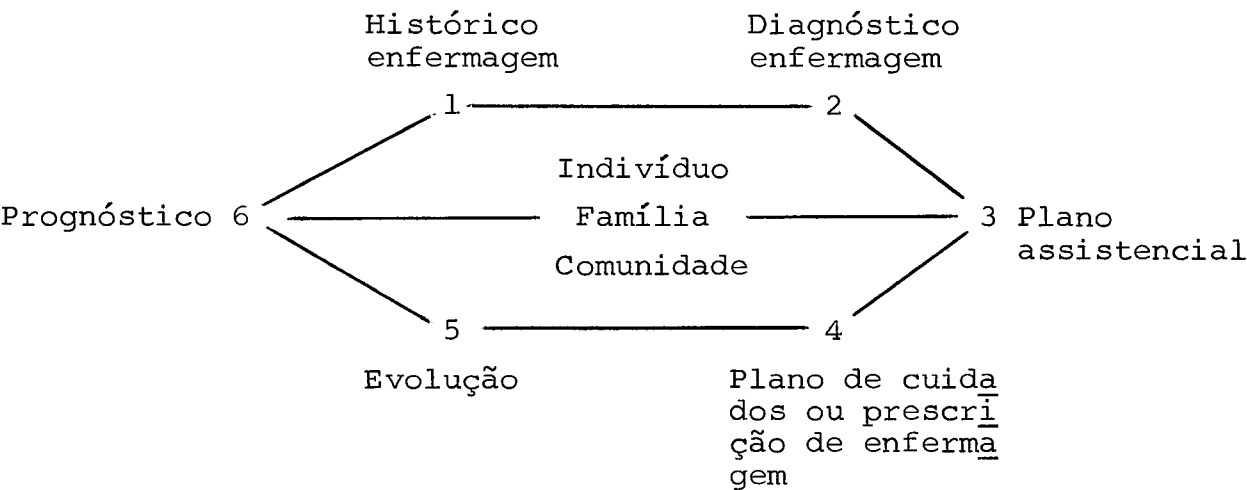 Histórico
enfermagem
Diagnóstico
enfermagem
1
2
Indivíduo
Prognóstico 6
Família
3 Plano
assistencial
Comunidade
5
4
Evolução
Plano de cuida
dos ou prescri
ção de enferma
gem